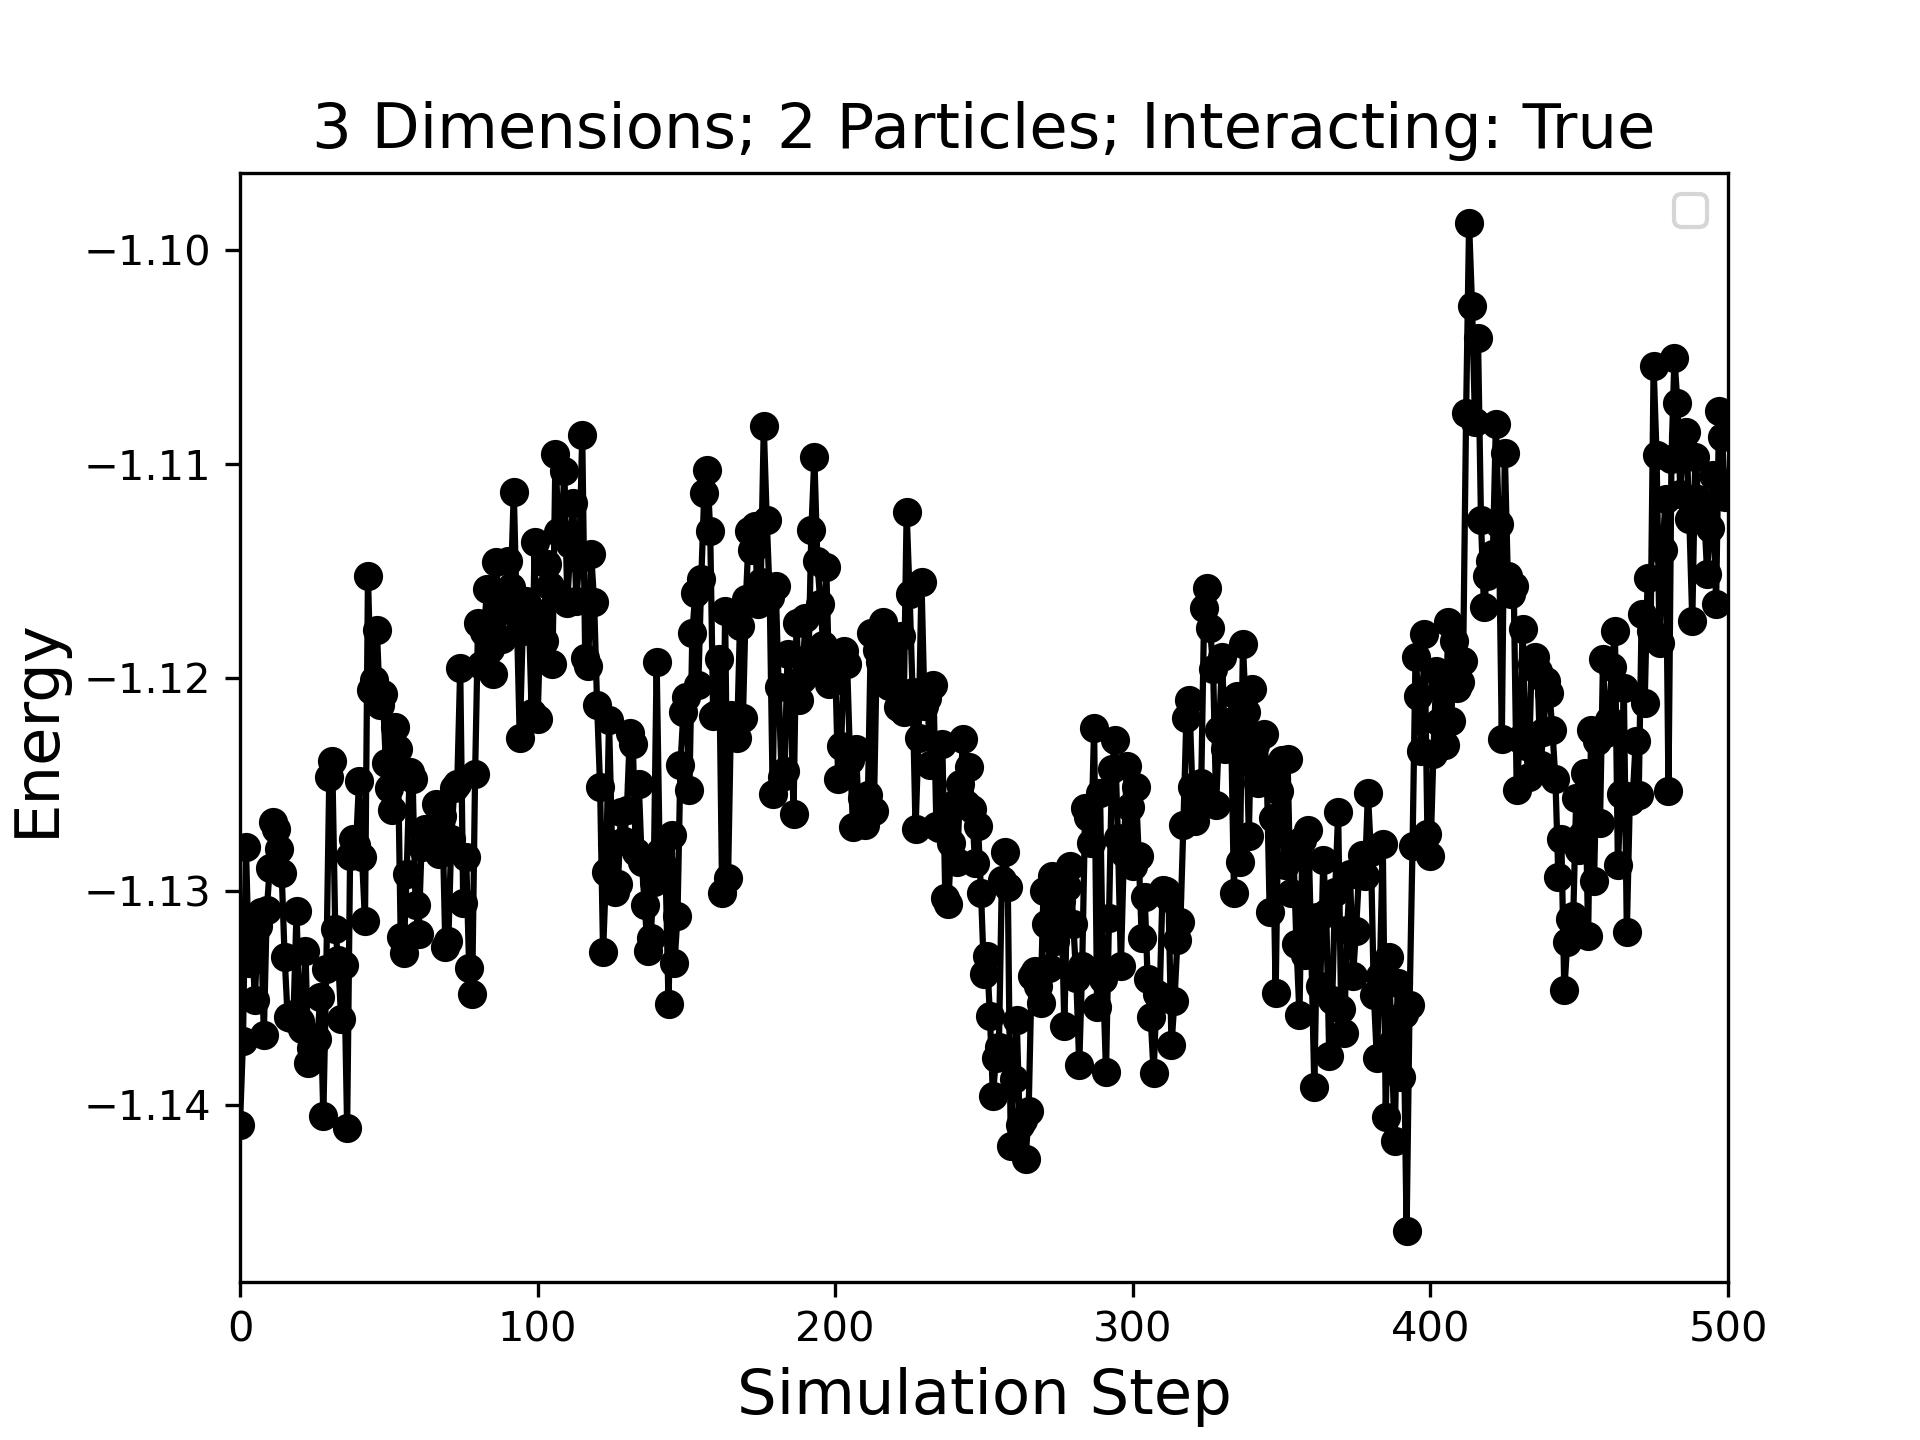 3 Dimensions; 2 Particles; Interacting: True
Energy
−1.10
−1.11
−1.12
−1.13
−1.14
0 100 200 300 400 500
Simulation Step